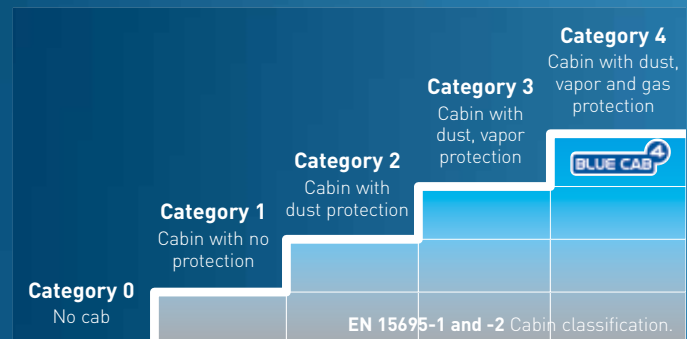 Category 4
Cabin with dust,
vapor and gas
protection
Category 3
Cabin with
dust, vapor
protection
BLUE CAB 4
Category 2
Cabin with
dust protection
Category 1
Cabin with no
protection
Category 0
No cab
EN 15695-1 and -2 Cabin classification.